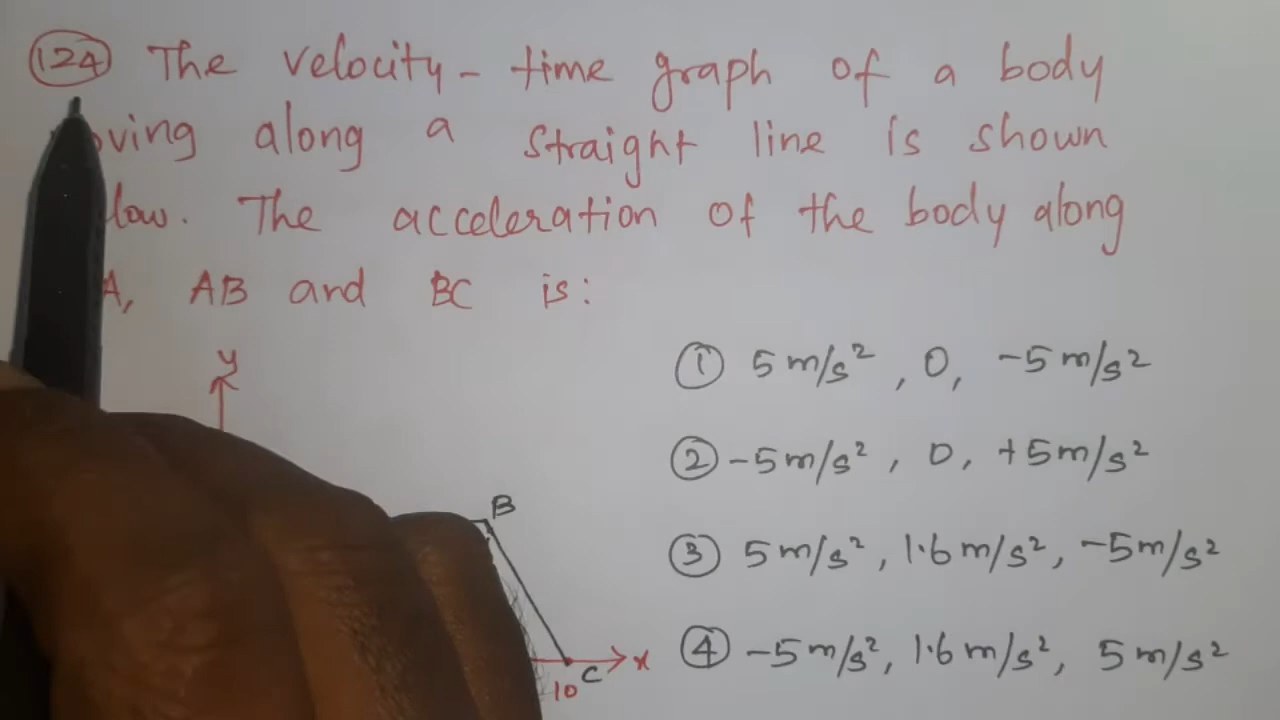 124 The velocity - time graph of a body
oving along a straight line is shown
low. The acceleration of the body along
A, AB and BC is:
y
① 5 m/s², 0, -5 m/s²
② -5 m/s², 0, +5 m/s²
B
③ 5 m/s², 1.6 m/s², -5 m/s²
④ -5 m/s², 1.6 m/s², 5 m/s²
x
10 C